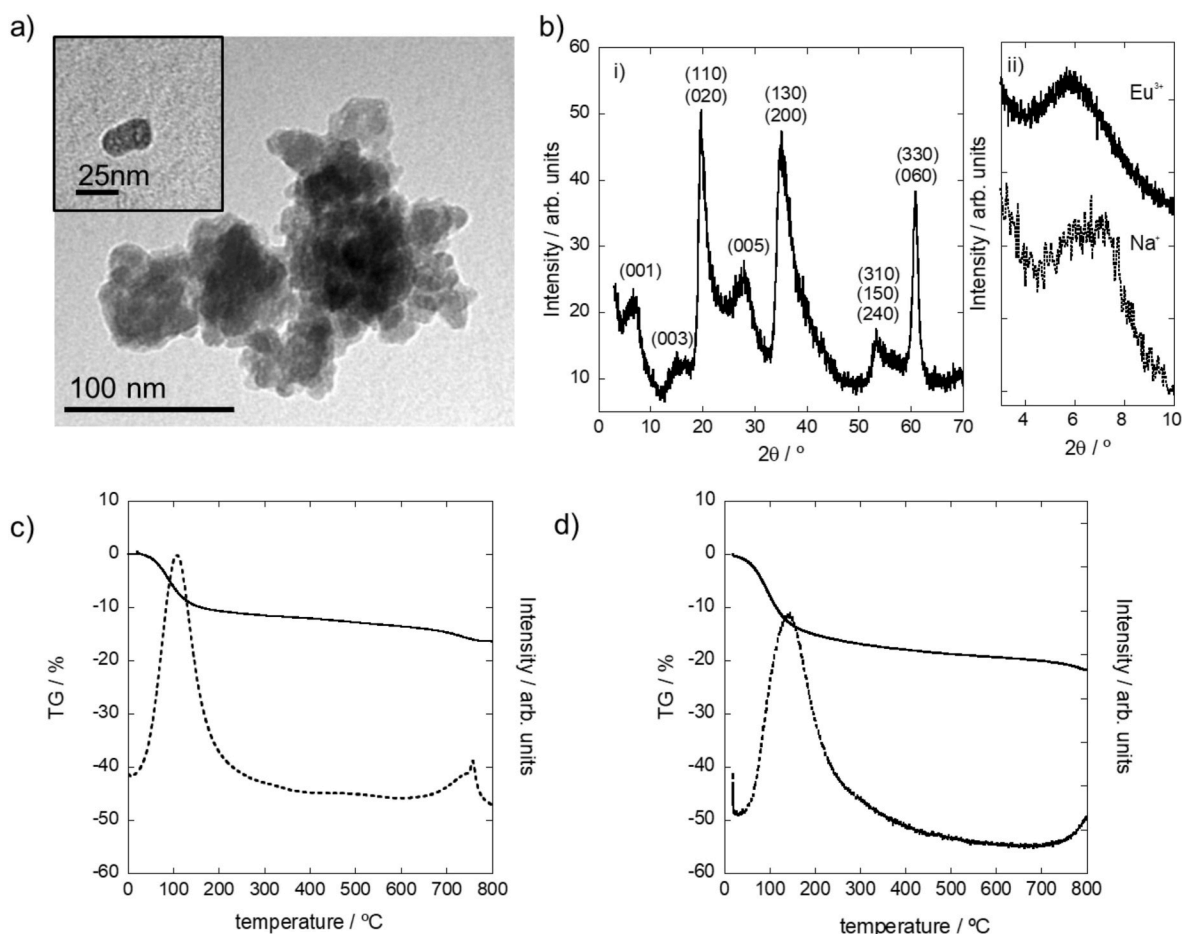 a)
25nm
100 nm
b)
i)
60
50
40
30
20
10
Intensity / arb. units
(110)
(020)
(130)
(200)
(330)
(060)
(001)
(003)
(005)
(310)
(150)
(240)
0 10 20 30 40 50 60 70
2θ / º
ii)
Eu³⁺
Na⁺
Intensity / arb. units
4 6 8 10
2θ / º
c)
10
0
-10
-20
-30
-40
-50
-60
TG / %
Intensity / arb. units
0 100 200 300 400 500 600 700 800
temperature / ºC
d)
10
0
-10
-20
-30
-40
-50
-60
TG / %
Intensity / arb. units
0 100 200 300 400 500 600 700 800
temperature / ºC